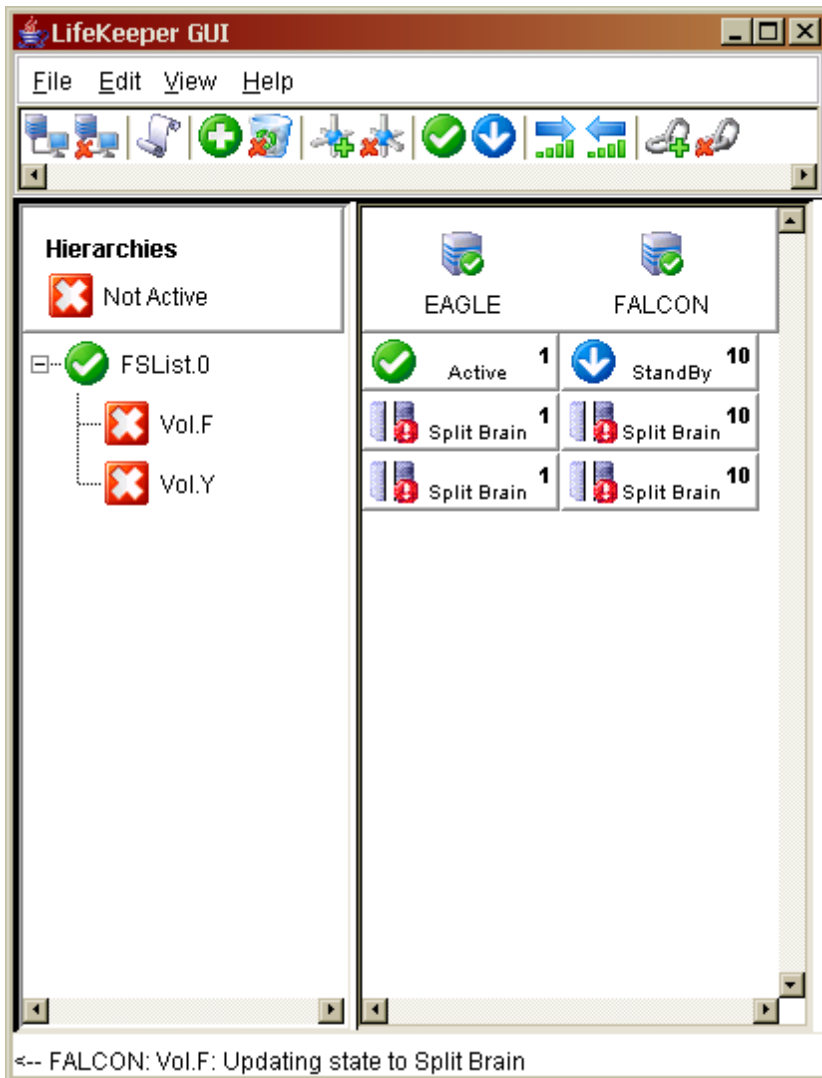 LifeKeeper GUI
File Edit View Help
Hierarchies
Not Active
EAGLE FALCON
FSList.0
Active 1 StandBy 10
Vol.F
Split Brain 1 Split Brain 10
Vol.Y
Split Brain 1 Split Brain 10
<-- FALCON: Vol.F: Updating state to Split Brain